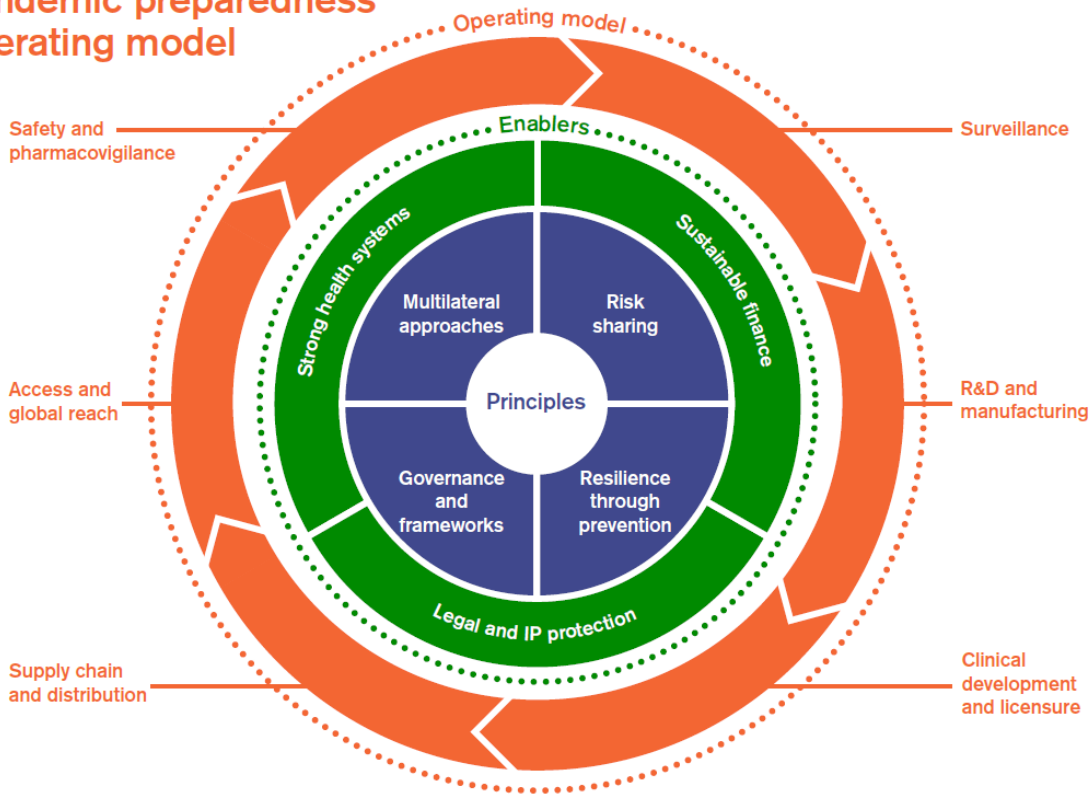 ndemic preparedness
erating model
Operating model
Safety and
pharmacovigilance
Surveillance
Enablers
Strong health systems
Sustainable finance
Multilateral
approaches
Risk
sharing
Access and
global reach
Principles
R&D and
manufacturing
Governance
and
frameworks
Resilience
through
prevention
Legal and IP protection
Supply chain
and distribution
Clinical
development
and licensure